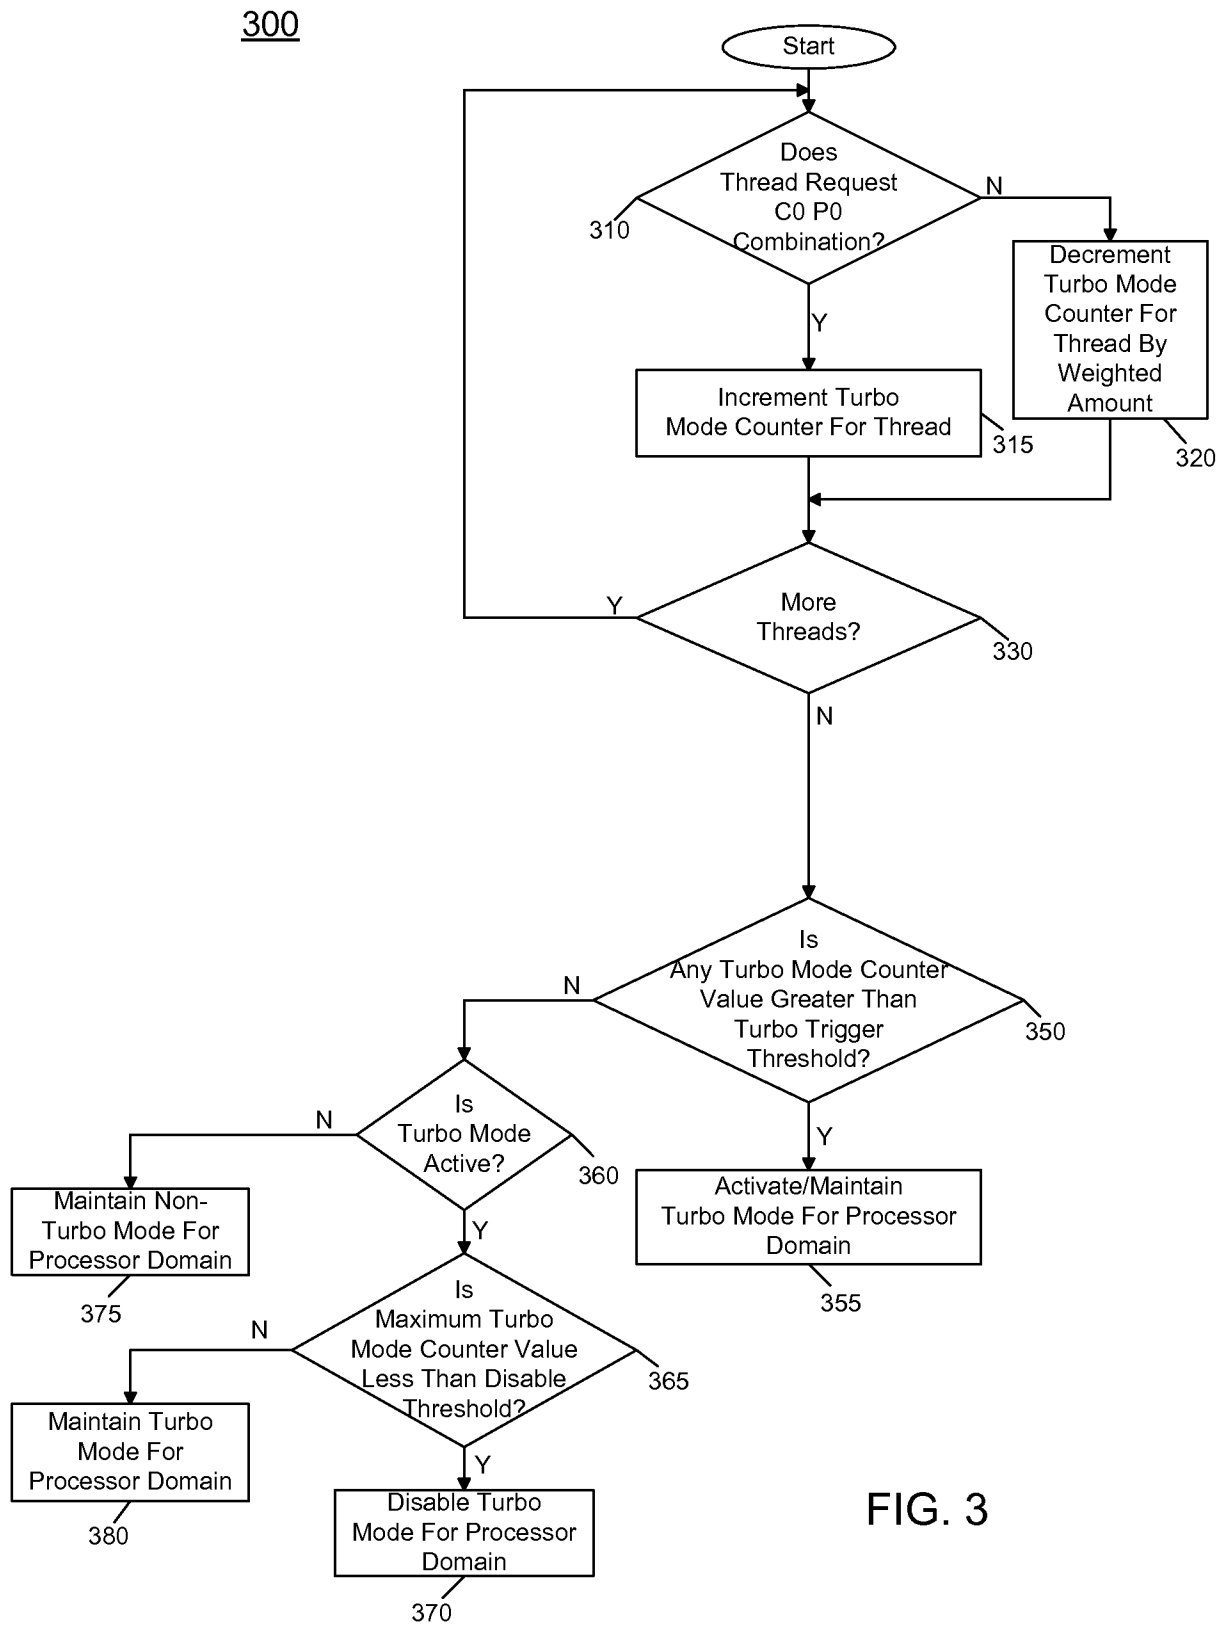 300
Start
Does
Thread Request
C0 P0
Combination?
N
310
Y
Decrement
Turbo Mode
Counter For
Thread By
Weighted
Amount
320
Increment Turbo
Mode Counter For Thread
315
More
Threads?
Y
330
N
Is
Any Turbo Mode Counter
Value Greater Than
Turbo Trigger
Threshold?
N
350
Y
Is
Turbo Mode
Active?
N
360
Y
Activate/Maintain
Turbo Mode For Processor
Domain
355
Maintain Non-
Turbo Mode For
Processor Domain
375
Is
Maximum Turbo
Mode Counter Value
Less Than Disable
Threshold?
N
365
Y
Maintain Turbo
Mode For
Processor Domain
380
Disable Turbo
Mode For Processor
Domain
370
FIG. 3